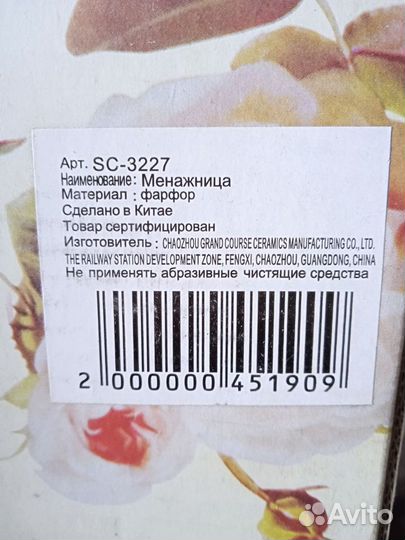 Арт. SC-3227
Наименование: Менажница
Материал : фарфор
Сделано в Китае
Товар сертифицирован
Изготовитель : CHAOZHOU GRAND COURSE CERAMICS MANUFACTURING CO., LTD.
THE RAILWAY STATION DEVELOPMENT ZONE, FENGXI, CHAOZHOU, GUANGDONG, CHINA
Не применять абразивные чистящие средства
2 000000 451909
Avito